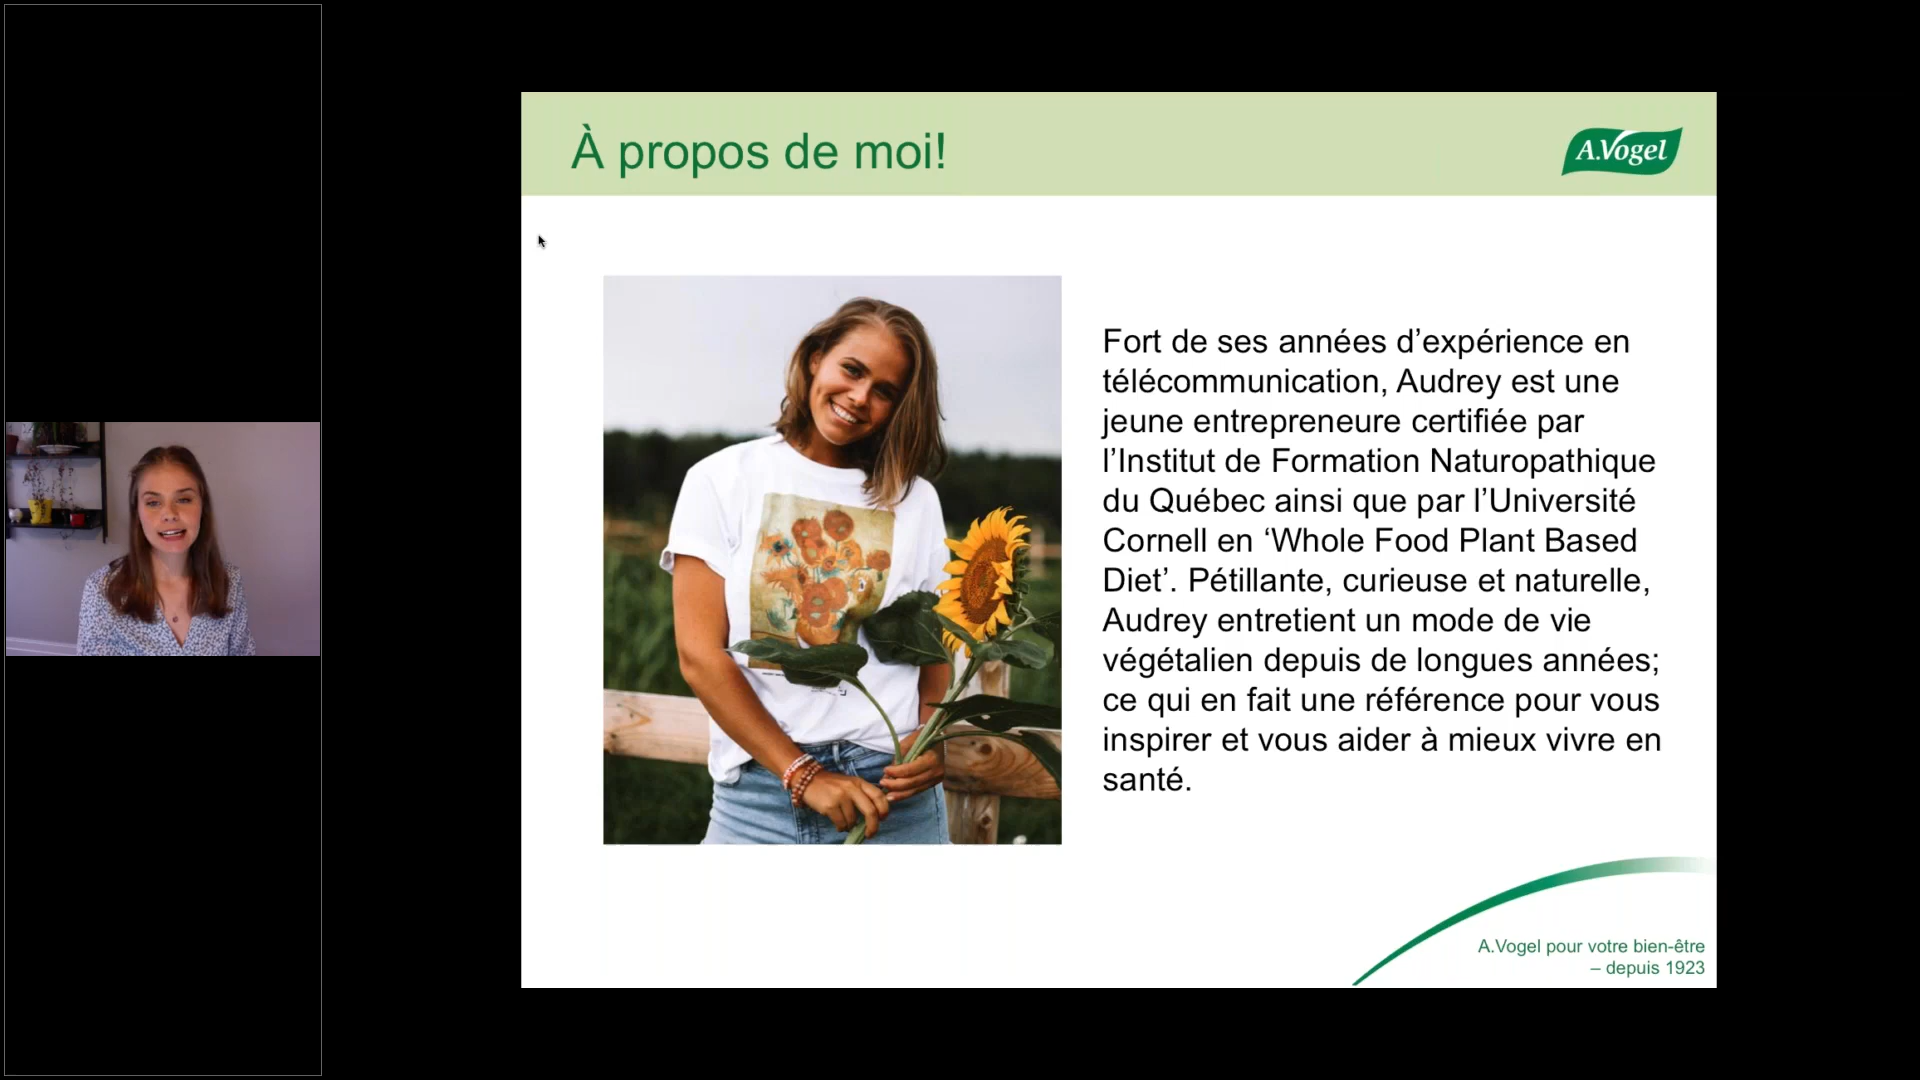 À propos de moi!
A.Vogel
Fort de ses années d’expérience en
télécommunication, Audrey est une
jeune entrepreneure certifiée par
l’Institut de Formation Naturopathique
du Québec ainsi que par l’Université
Cornell en ‘Whole Food Plant Based
Diet’. Pétillante, curieuse et naturelle,
Audrey entretient un mode de vie
végétalien depuis de longues années;
ce qui en fait une référence pour vous
inspirer et vous aider à mieux vivre en
santé.
A.Vogel pour votre bien-être
– depuis 1923